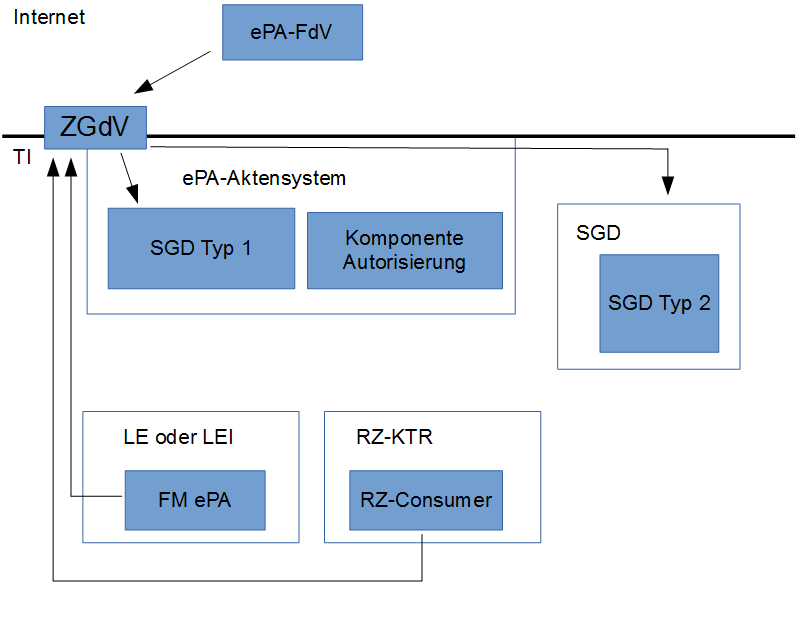 Internet
ePA-FdV
ZGdV
TI
ePA-Aktensystem
SGD Typ 1
Komponente
Autorisierung
SGD
SGD Typ 2
LE oder LEI
FM ePA
RZ-KTR
RZ-Consumer